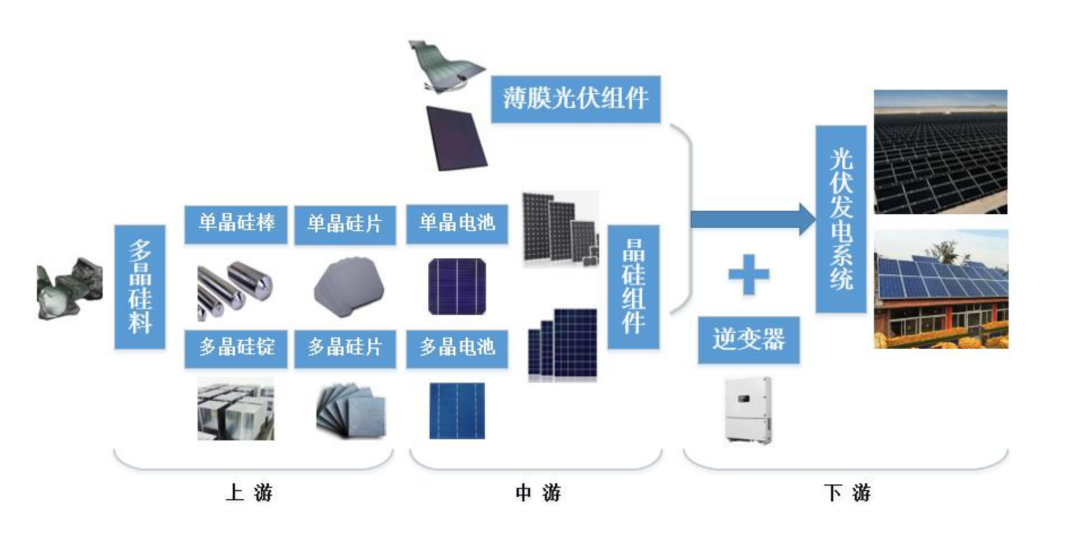 薄膜光伏组件
多晶硅料
单晶硅棒
单晶硅片
单晶电池
多晶硅锭
多晶硅片
多晶电池
晶硅组件
逆变器
光伏发电系统
上 游
中 游
下 游